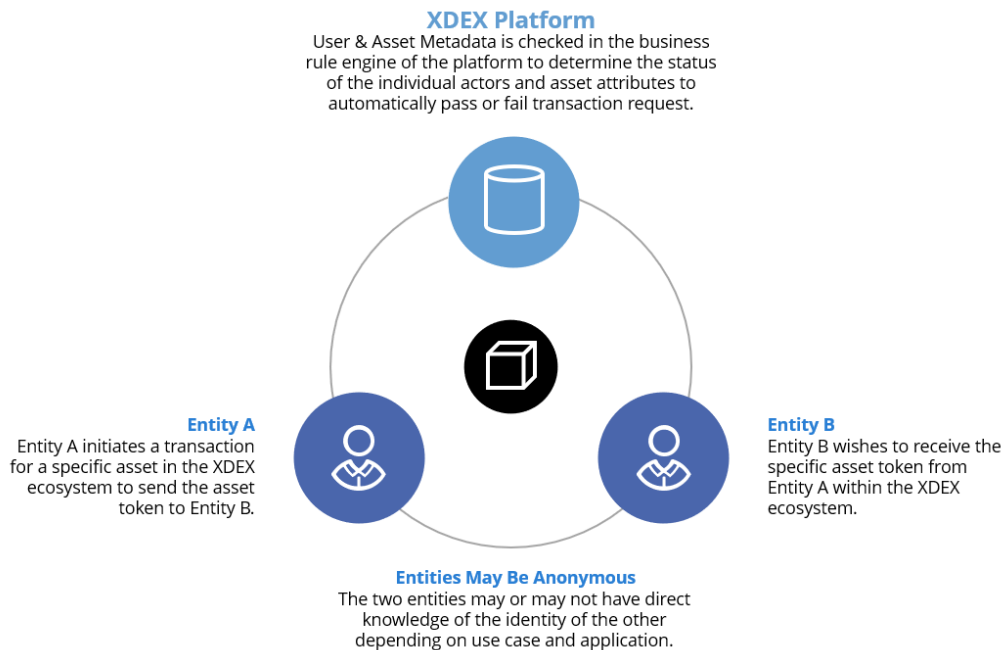 XDEX Platform
User & Asset Metadata is checked in the business
rule engine of the platform to determine the status
of the individual actors and asset attributes to
automatically pass or fail transaction request.
Entity A
Entity A initiates a transaction
for a specific asset in the XDEX
ecosystem to send the asset
token to Entity B.
Entity B
Entity B wishes to receive the
specific asset token from
Entity A within the XDEX
ecosystem.
Entities May Be Anonymous
The two entities may or may not have direct
knowledge of the identity of the other
depending on use case and application.